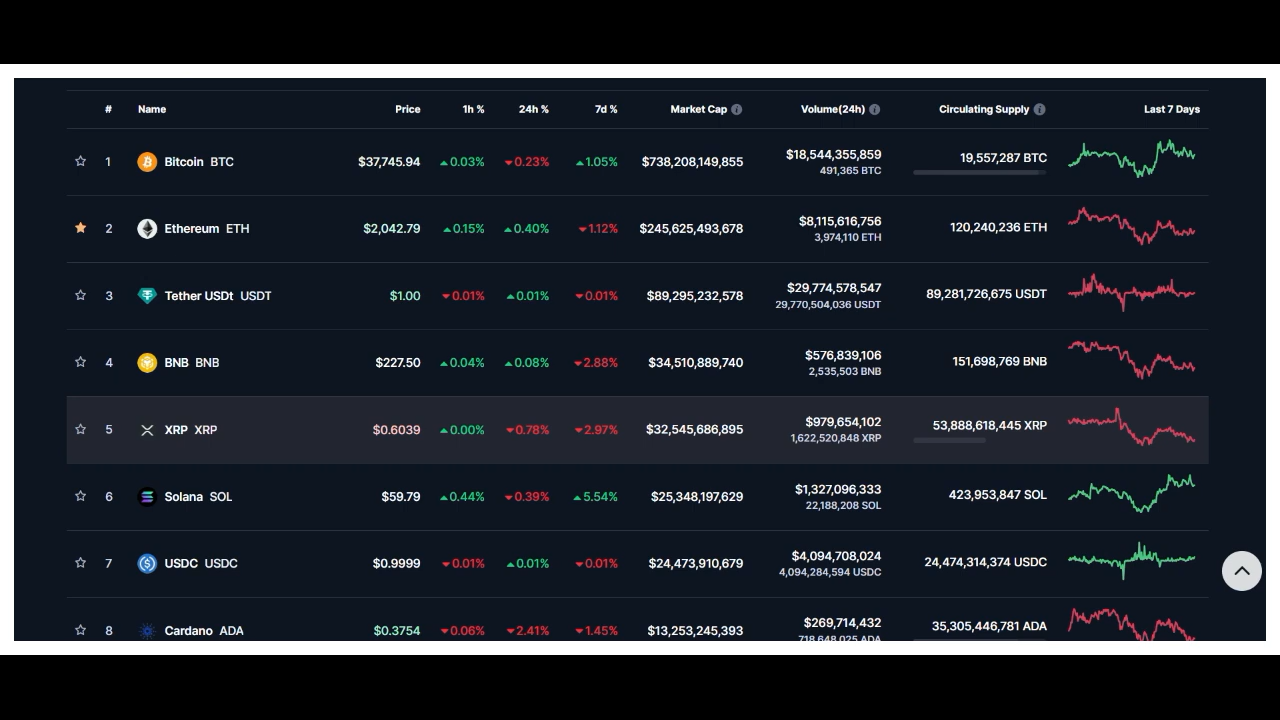 # Name Price 1h % 24h % 7d % Market Cap Volume(24h) Circulating Supply Last 7 Days
1 Bitcoin BTC $37,745.94 0.03% 0.23% 1.05% $738,208,149,855 $18,544,355,859 19,557,287 BTC
491,365 BTC
2 Ethereum ETH $2,042.79 0.15% 0.40% 1.12% $245,625,493,678 $8,115,616,756 120,240,236 ETH
3,974,110 ETH
3 Tether USDt USDT $1.00 0.01% 0.01% 0.01% $89,295,232,578 $29,774,578,547 89,281,726,675 USDT
29,770,504,036 USDT
4 BNB BNB $227.50 0.04% 0.08% 2.88% $34,510,889,740 $576,839,106 151,698,769 BNB
2,535,503 BNB
5 XRP XRP $0.6039 0.00% 0.78% 2.97% $32,545,686,895 $979,654,102 53,888,618,445 XRP
1,622,520,848 XRP
6 Solana SOL $59.79 0.44% 0.39% 5.54% $25,348,197,629 $1,327,096,333 423,953,847 SOL
22,188,208 SOL
7 USDC USDC $0.9999 0.01% 0.01% 0.01% $24,473,910,679 $4,094,708,024 24,474,314,374 USDC
4,094,284,594 USDC
8 Cardano ADA $0.3754 0.06% 2.41% 1.45% $13,253,245,393 $269,714,432 35,305,446,781 ADA
718,648,025 ADA